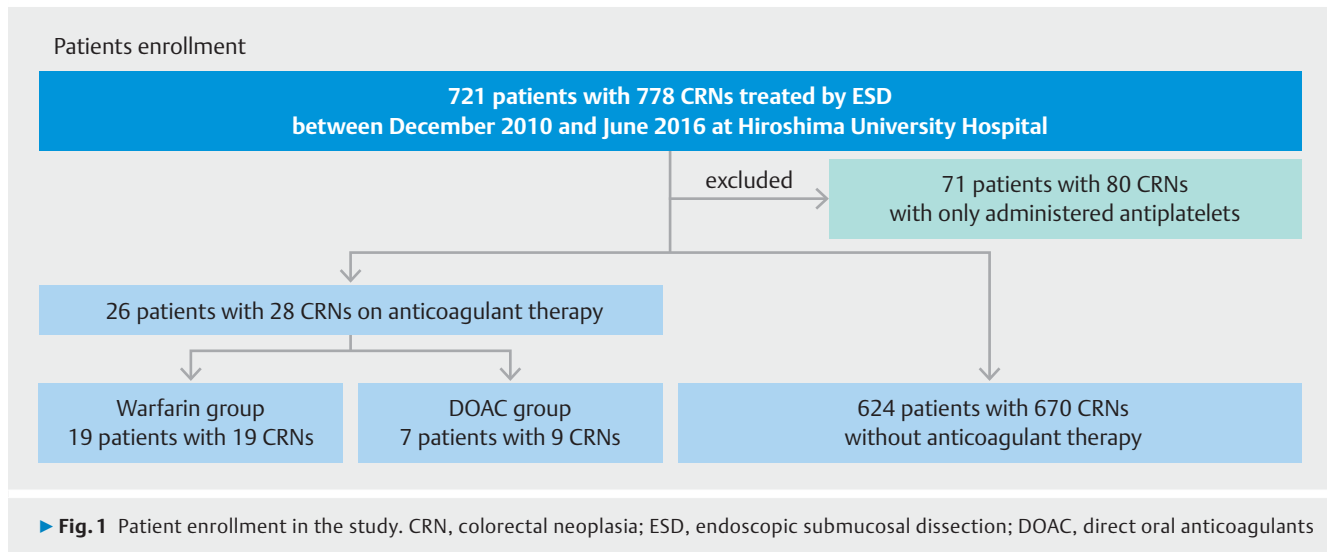 Patients enrollment
721 patients with 778 CRNs treated by ESD
between December 2010 and June 2016 at Hiroshima University Hospital
excluded
71 patients with 80 CRNs
with only administered antiplatelets
26 patients with 28 CRNs on anticoagulant therapy
Warfarin group
19 patients with 19 CRNs
DOAC group
7 patients with 9 CRNs
624 patients with 670 CRNs
without anticoagulant therapy
▶ Fig. 1 Patient enrollment in the study. CRN, colorectal neoplasia; ESD, endoscopic submucosal dissection; DOAC, direct oral anticoagulants